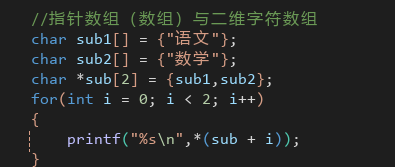 //指针数组（数组）与二维字符数组
char sub1[] = {"语文"};
char sub2[] = {"数学"};
char *sub[2] = {sub1,sub2};
for(int i = 0; i < 2; i++)
{
    printf("%s\n",*(sub + i));
}